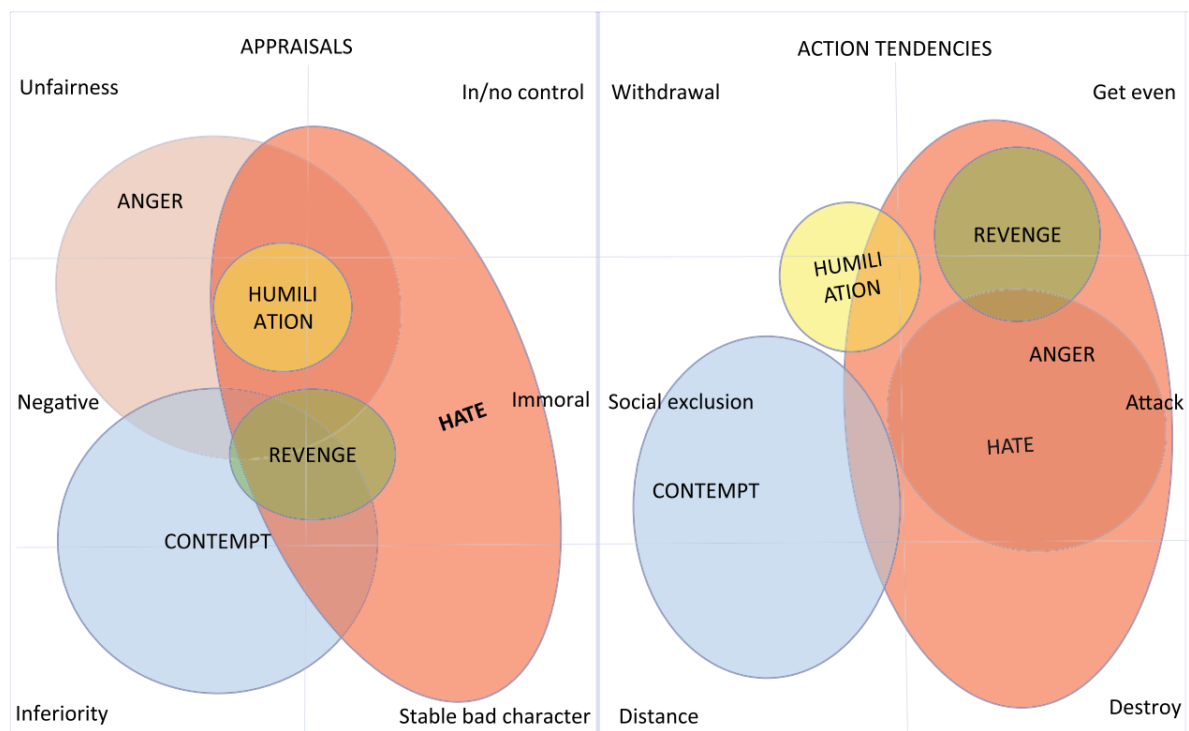 APPRAISALS
Unfairness
In/no control
ANGER
HUMILI
ATION
Negative
Immoral
HATE
REVENGE
CONTEMPT
Inferiority
Stable bad character
ACTION TENDENCIES
Withdrawal
Get even
REVENGE
HUMILI
ATION
ANGER
Social exclusion
Attack
HATE
CONTEMPT
Distance
Destroy